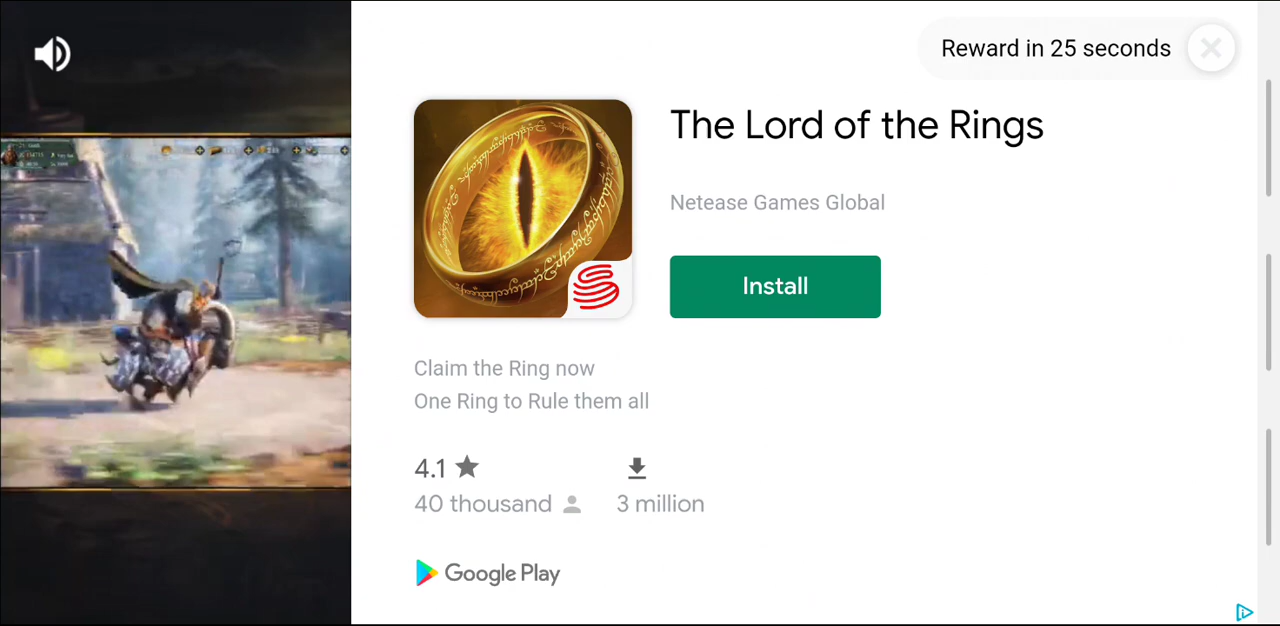 Reward in 25 seconds
The Lord of the Rings
Netease Games Global
Install
Claim the Ring now
One Ring to Rule them all
4.1
40 thousand
3 million
Google Play